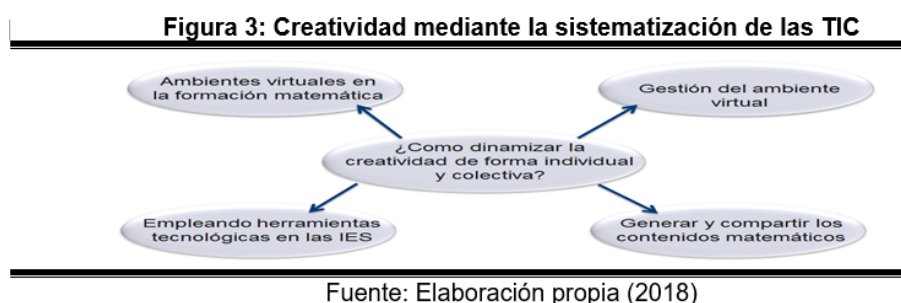 Figura 3: Creatividad mediante la sistematización de las TIC
Ambientes virtuales en
la formación matemática
Gestión del ambiente
virtual
¿Como dinamizar la
creatividad de forma individual
y colectiva?
Empleando herramientas
tecnológicas en las IES
Generar y compartir los
contenidos matemáticos
Fuente: Elaboración propia (2018)